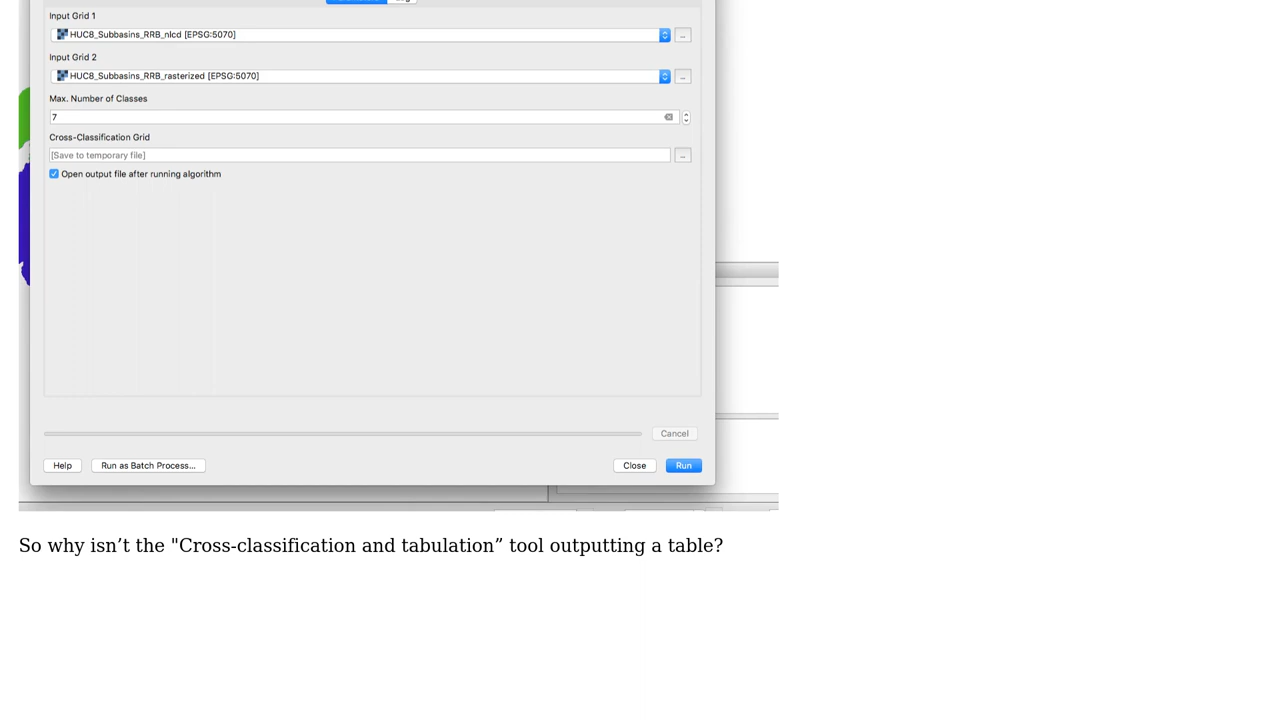 Input Grid 1
HUC8_Subbasins_RRB_nlcd [EPSG:5070]
...
Input Grid 2
HUC8_Subbasins_RRB_rasterized [EPSG:5070]
...
Max. Number of Classes
7
Cross-Classification Grid
[Save to temporary file]
...
Open output file after running algorithm
Cancel
Help Run as Batch Process... Close Run
So why isn’t the "Cross-classification and tabulation” tool outputting a table?